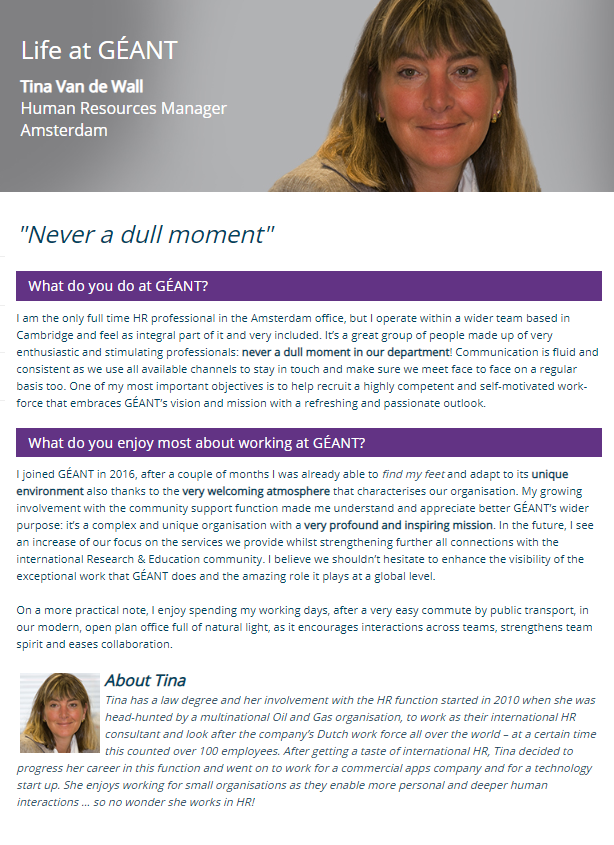 Life at GÉANT
Tina Van de Wall
Human Resources Manager
Amsterdam
"Never a dull moment"
What do you do at GÉANT?
I am the only full time HR professional in the Amsterdam office, but I operate within a wider team based in
Cambridge and feel as integral part of it and very included. It's a great group of people made up of very
enthusiastic and stimulating professionals: never a dull moment in our department! Communication is fluid and
consistent as we use all available channels to stay in touch and make sure we meet face to face on a regular
basis too. One of my most important objectives is to help recruit a highly competent and self-motivated work-
force that embraces GÉANT's vision and mission with a refreshing and passionate outlook.
What do you enjoy most about working at GÉANT?
I joined GÉANT in 2016, after a couple of months I was already able to find my feet and adapt to its unique
environment also thanks to the very welcoming atmosphere that characterises our organisation. My growing
involvement with the community support function made me understand and appreciate better GÉANT's wider
purpose: it's a complex and unique organisation with a very profound and inspiring mission. In the future, I see
an increase of our focus on the services we provide whilst strengthening further all connections with the
international Research & Education community. I believe we shouldn't hesitate to enhance the visibility of the
exceptional work that GÉANT does and the amazing role it plays at a global level.
On a more practical note, I enjoy spending my working days, after a very easy commute by public transport, in
our modern, open plan office full of natural light, as it encourages interactions across teams, strengthens team
spirit and eases collaboration.
About Tina
Tina has a law degree and her involvement with the HR function started in 2010 when she was
head-hunted by a multinational Oil and Gas organisation, to work as their international HR
consultant and look after the company's Dutch work force all over the world – at a certain time
this counted over 100 employees. After getting a taste of international HR, Tina decided to
progress her career in this function and went on to work for a commercial apps company and for a technology
start up. She enjoys working for small organisations as they enable more personal and deeper human
interactions ... so no wonder she works in HR!